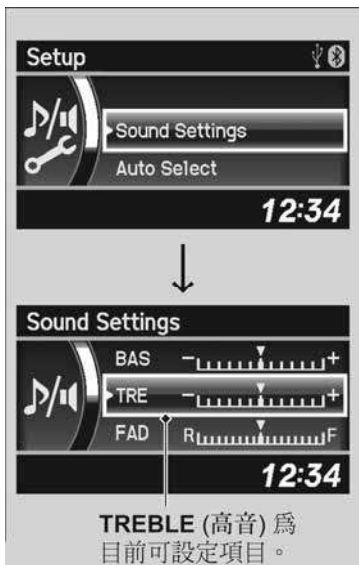 Setup
Sound Settings
Auto Select
12:34
Sound Settings
BAS − +
TRE − +
FAD R F
12:34
TREBLE (高音) 為
目前可設定項目。